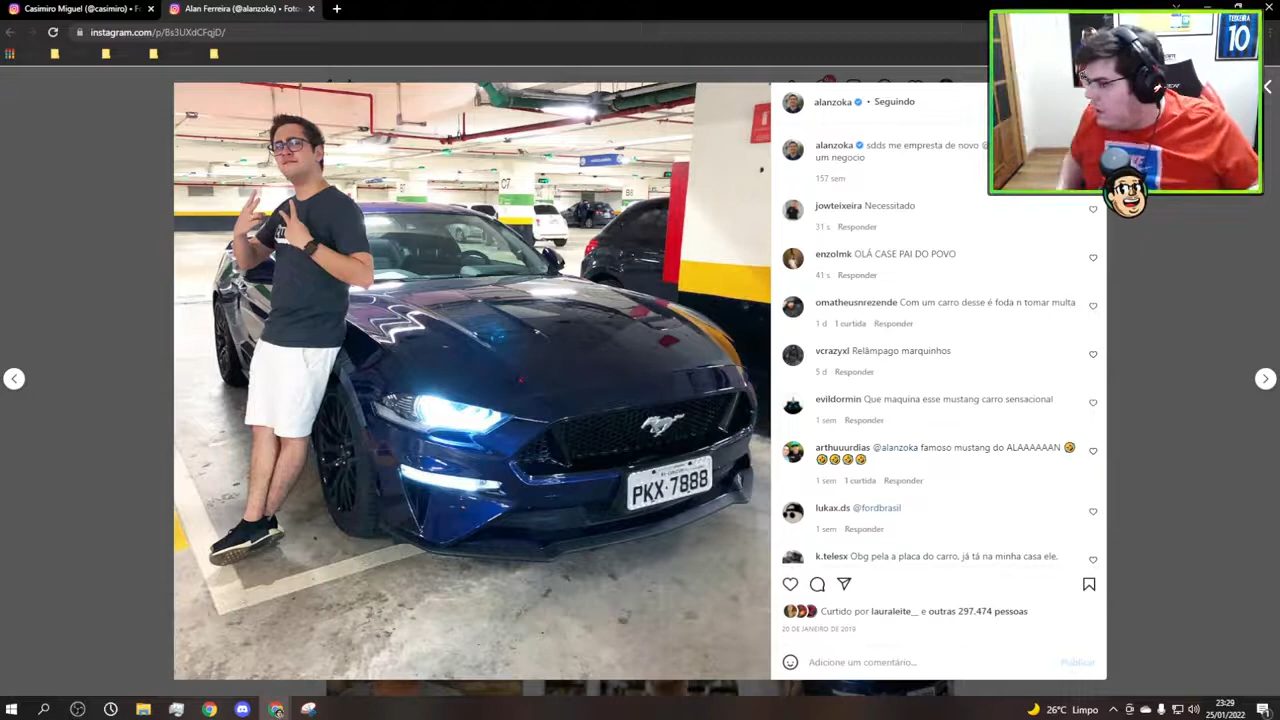 Casimiro Miguel (@casimiro) • Fo
Alan Ferreira (@alanzoka) • Inst
instagram.com/p/Bs3UXdCFqjD/
TEIXEIRA
10
alanzoka • Seguindo
alanzoka sdds me empresta de novo @
um negocio
157 sem
jowteixeira Necessitado
31 s Responder
enzolmk OLÁ CASE PAI DO POVO
41 s Responder
omatheusnrezende Com um carro desse é foda n tomar multa
1 d 1 curtida Responder
vcrazyxl Relâmpago marquinhos
5 d Responder
evildormin Que maquina esse mustang carro sensacional
1 sem Responder
arthuuurdias @alanzoka famoso mustang do ALAAAAAAN 🤣
🤣🤣🤣🤣
1 sem 1 curtida Responder
lukax.ds @fordbrasil
1 sem Responder
k.telesx Obg pela a placa do carro, já tá na minha casa ele,
PKX-7888
Curtido por lauraleite__ e outras 297.474 pessoas
20 DE JANEIRO DE 2019
Adicione um comentário...
Publicar
26°C Limpo
23:29
25/01/2022